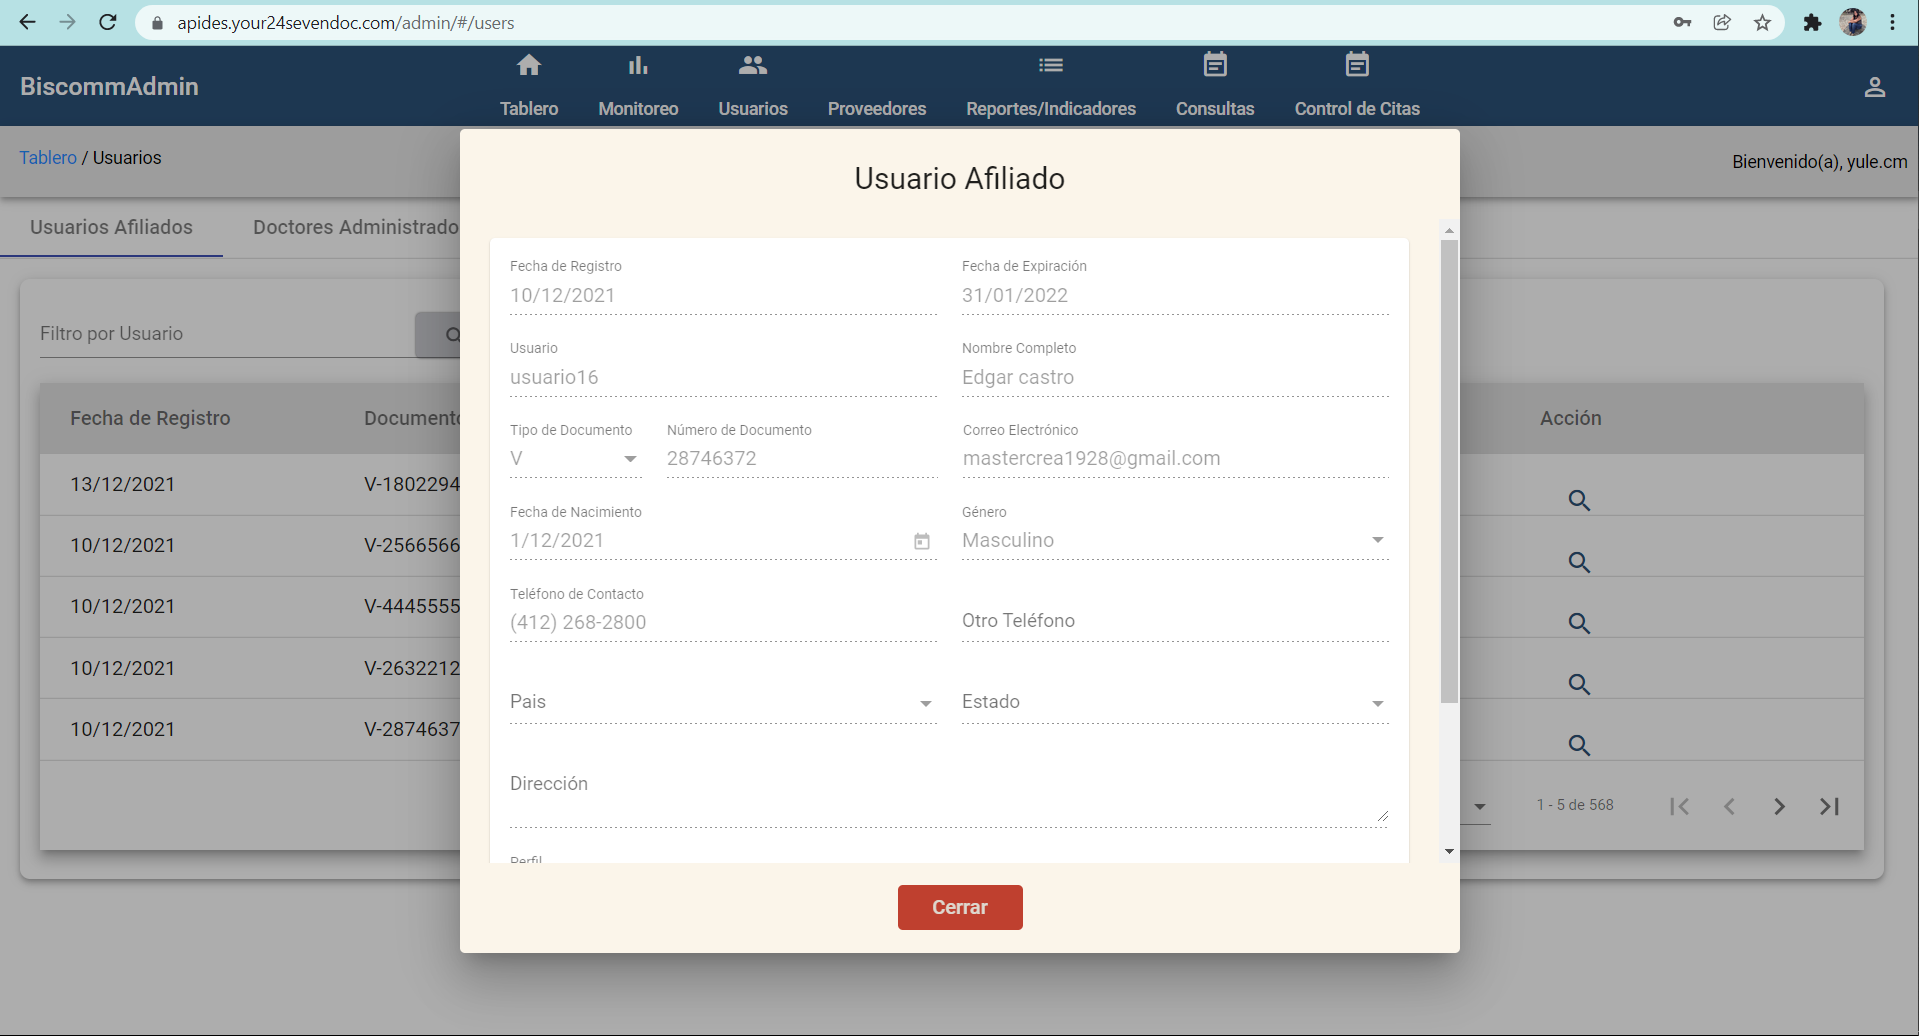 apides.your24sevendoc.com/admin/#/users
BiscommAdmin
Tablero
Monitoreo
Usuarios
Proveedores
Reportes/Indicadores
Consultas
Control de Citas
Tablero / Usuarios
Bienvenido(a), yule.cm
Usuarios Afiliados
Doctores Administrado
Filtro por Usuario
Fecha de Registro
Documento
Acción
13/12/2021
V-1802294
10/12/2021
V-2566566
10/12/2021
V-4445555
10/12/2021
V-2632212
10/12/2021
V-2874637
1 - 5 de 568
Usuario Afiliado
Fecha de Registro
10/12/2021
Fecha de Expiración
31/01/2022
Usuario
usuario16
Nombre Completo
Edgar castro
Tipo de Documento
V
Número de Documento
28746372
Correo Electrónico
mastercrea1928@gmail.com
Fecha de Nacimiento
1/12/2021
Género
Masculino
Teléfono de Contacto
(412) 268-2800
Otro Teléfono
Pais
Estado
Dirección
Perfil
Cerrar